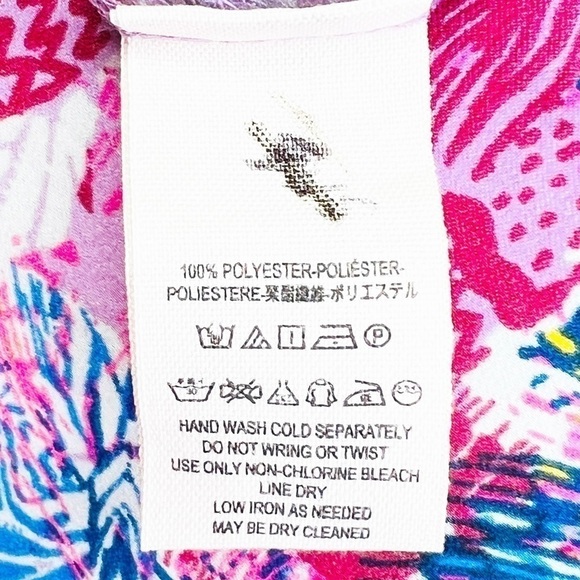 100% POLYESTER-POLIÉSTER-
POLIESTERE-聚酯纖維-ポリエステル
P
HAND WASH COLD SEPARATELY
DO NOT WRING OR TWIST
USE ONLY NON-CHLORINE BLEACH
LINE DRY
LOW IRON AS NEEDED
MAY BE DRY CLEANED